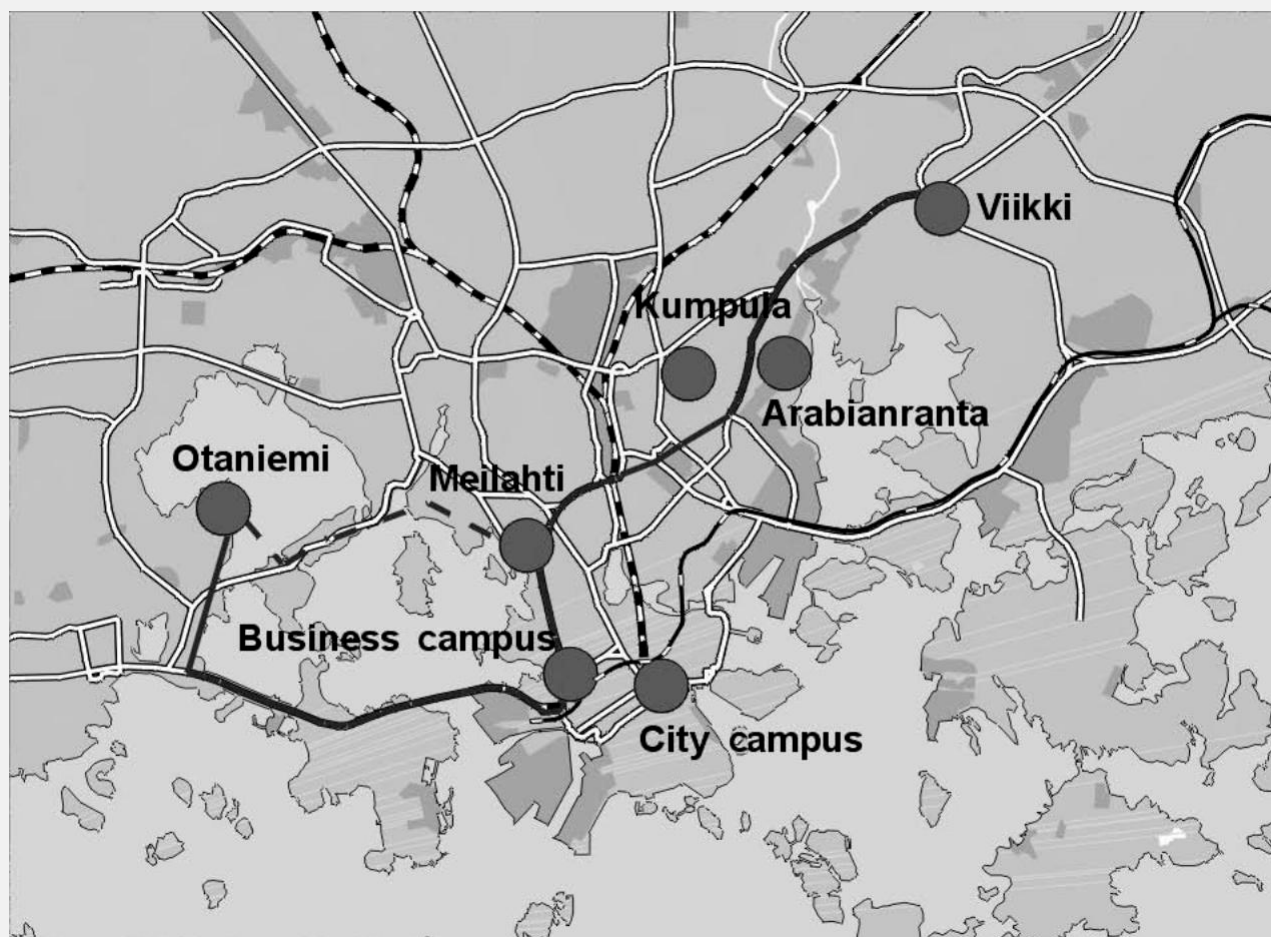 Viikki
Kumpula
Arabianranta
Otaniemi
Meilahti
Business campus
City campus